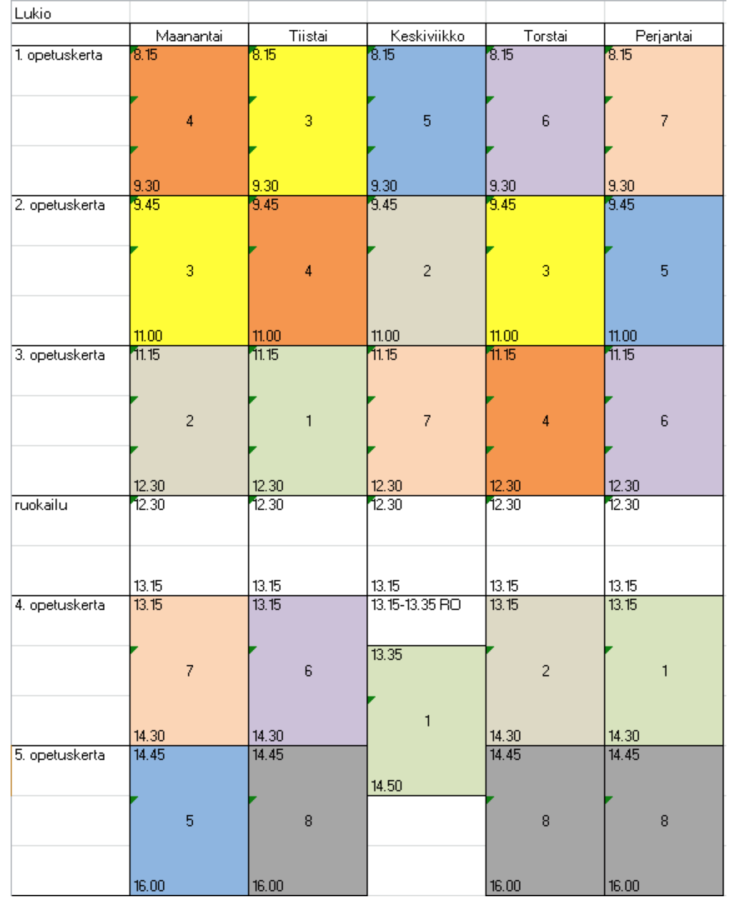 Lukio
Maanantai Tiistai Keskiviikko Torstai Perjantai
1. opetuskerta 8.15 8.15 8.15 8.15 8.15
4 3 5 6 7
9.30 9.30 9.30 9.30 9.30
2. opetuskerta 9.45 9.45 9.45 9.45 9.45
3 4 2 3 5
11.00 11.00 11.00 11.00 11.00
3. opetuskerta 11.15 11.15 11.15 11.15 11.15
2 1 7 4 6
12.30 12.30 12.30 12.30 12.30
ruokailu 12.30 12.30 12.30 12.30 12.30
13.15 13.15 13.15 13.15 13.15
4. opetuskerta 13.15 13.15 13.15-13.35 RO 13.15 13.15
13.35
7 6 2 1
1
14.30 14.30 14.30 14.30
5. opetuskerta 14.45 14.45 14.45 14.45
14.50
5 8 8 8
16.00 16.00 16.00 16.00